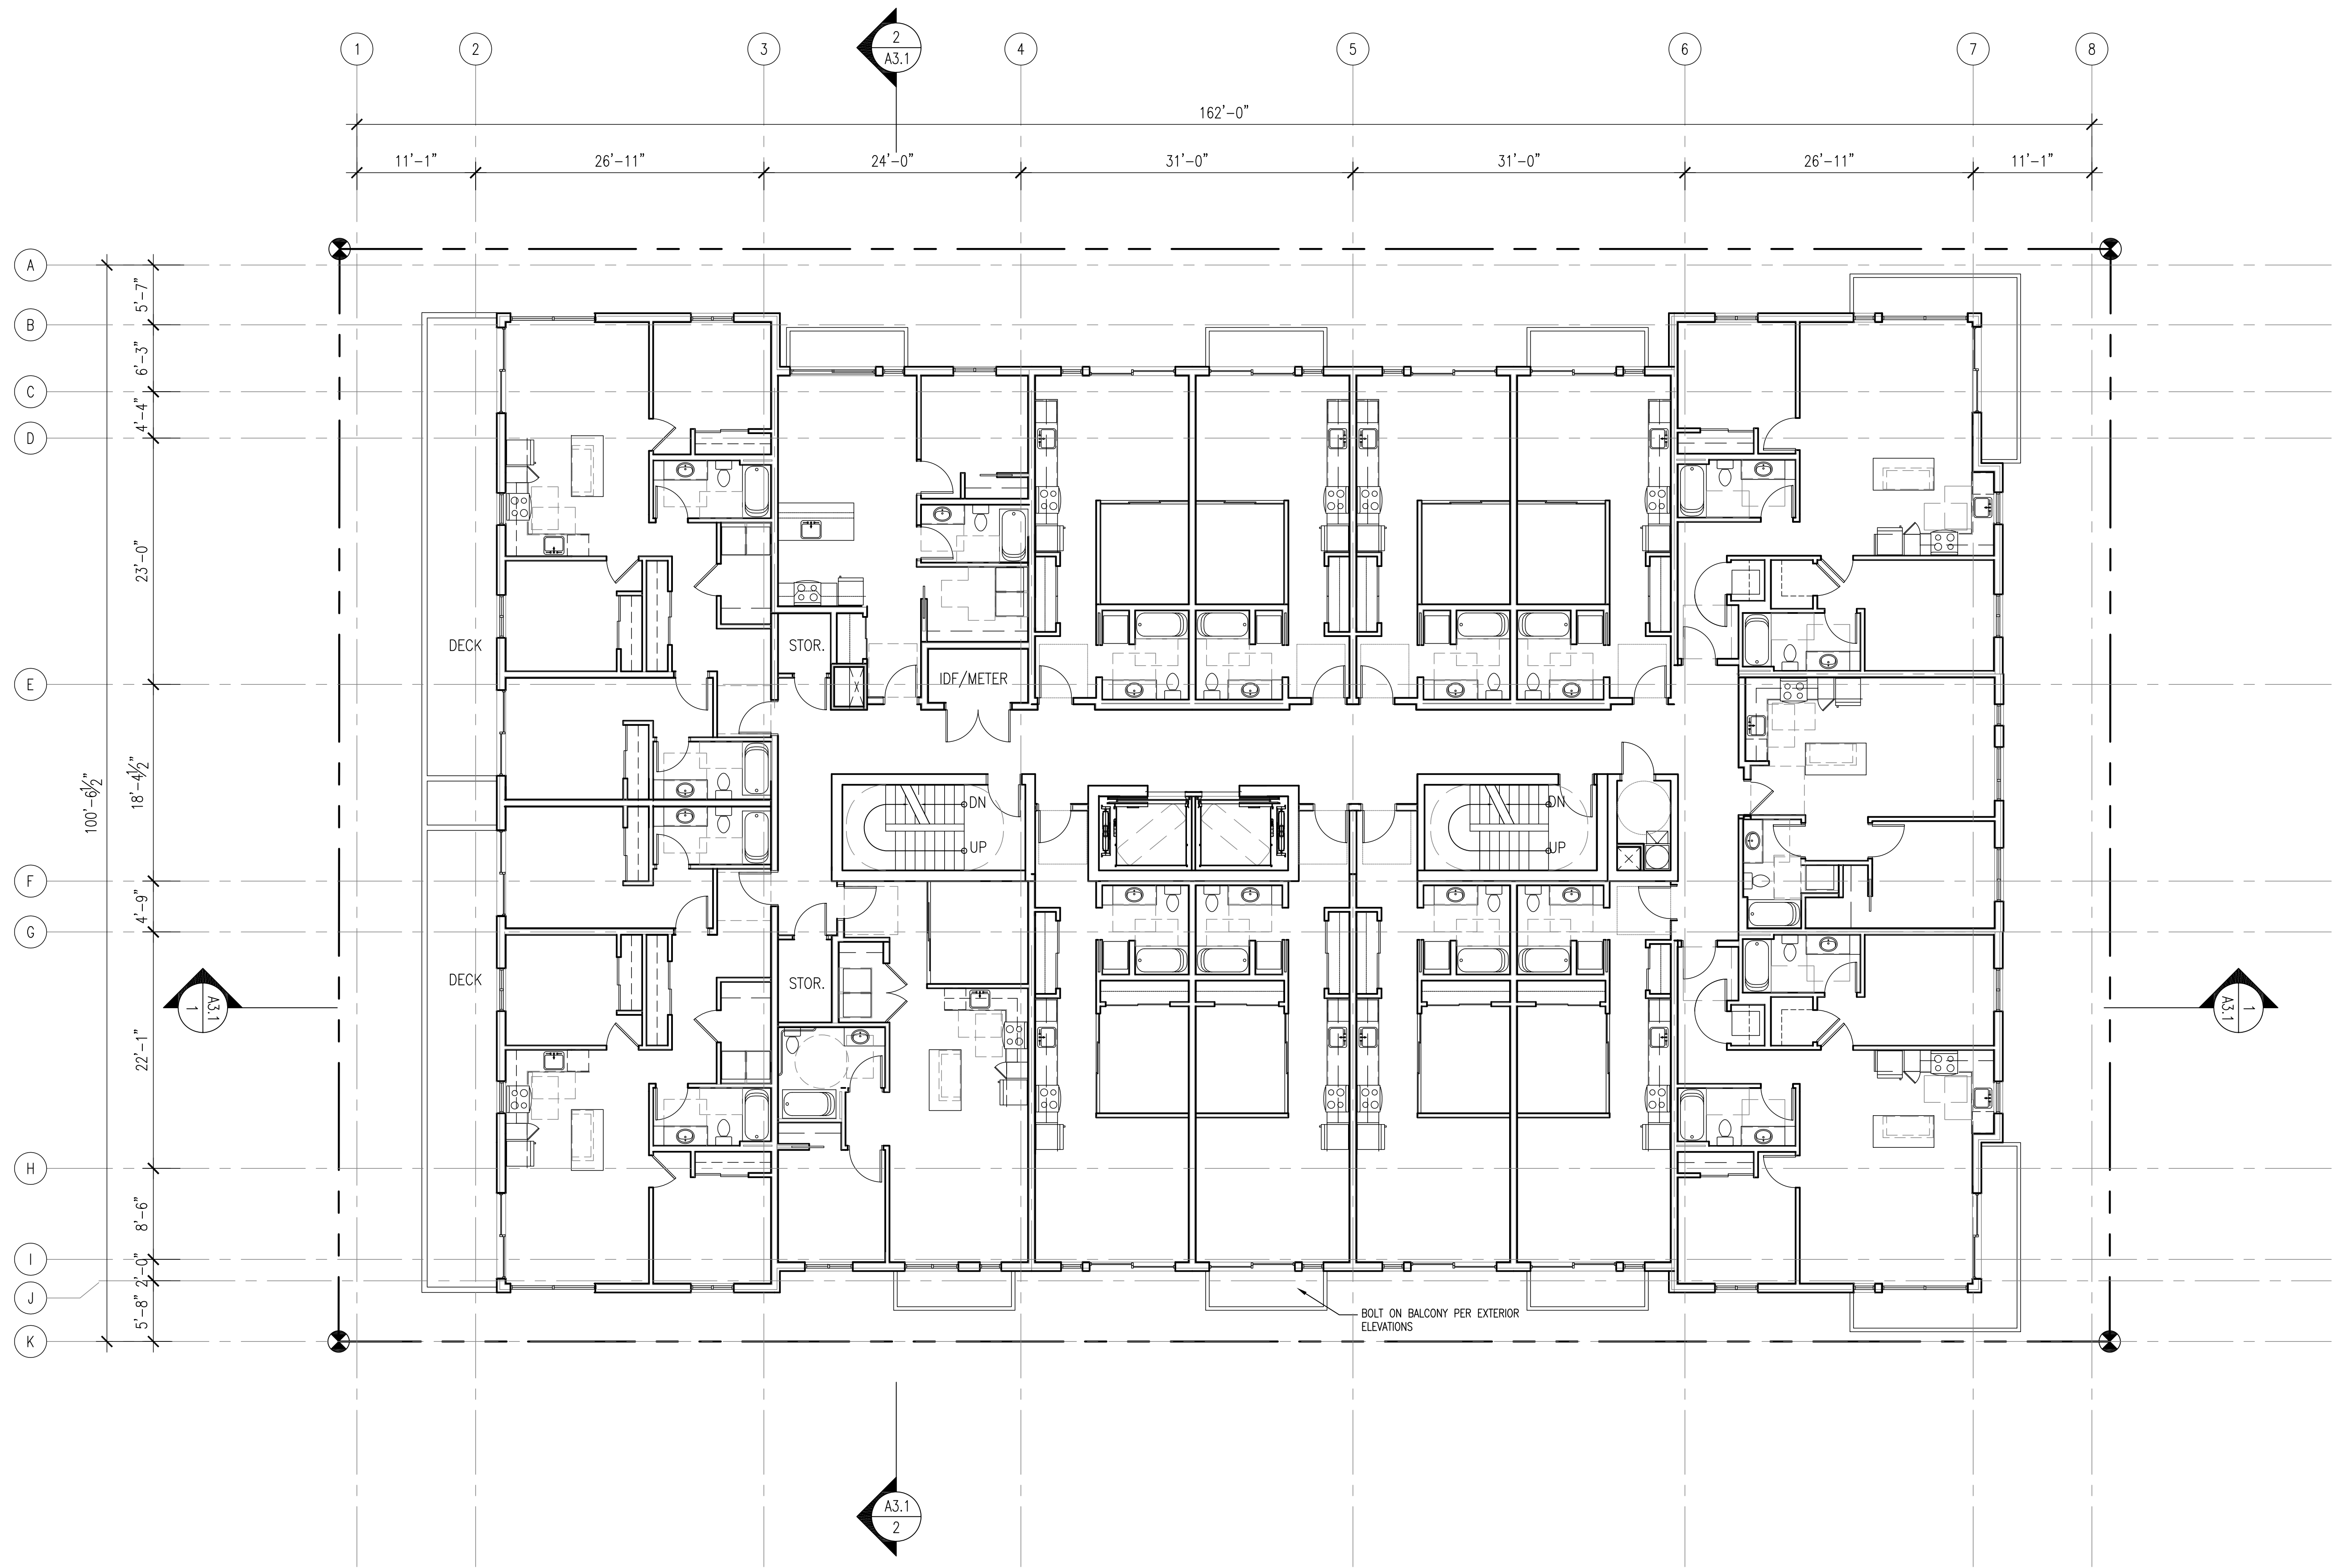 1 2 3 4 5 6 7 8
2
A3.1
162'-0"
11'-1" 26'-11" 24'-0" 31'-0" 31'-0" 26'-11" 11'-1"
A
5'-7"
B
6'-3"
C
4'-4"
D
23'-0"
DECK
STOR.
E
IDF/METER
X
100'-6½"
18'-4½"
DN
DN
UP
UP
X
F
4'-9"
G
DECK
STOR.
A3.1
1
1
A3.1
22'-1"
H
8'-6"
I
2'-0"
J
5'-8"
K
BOLT ON BALCONY PER EXTERIOR
ELEVATIONS
A3.1
2